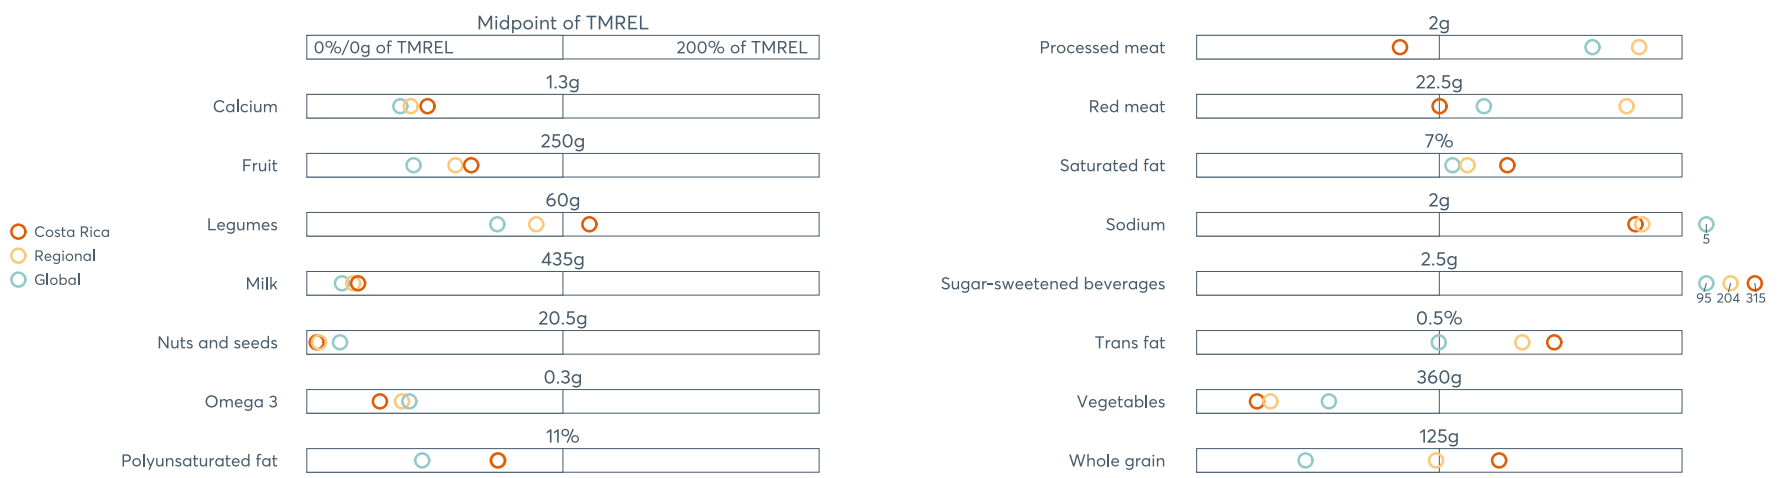 Midpoint of TMREL
0%/0g of TMREL 200% of TMREL
Calcium 1.3g
Fruit 250g
Legumes 60g
Milk 435g
Nuts and seeds 20.5g
Omega 3 0.3g
Polyunsaturated fat 11%
Costa Rica
Regional
Global
Processed meat 2g
Red meat 22.5g
Saturated fat 7%
Sodium 2g
5
Sugar-sweetened beverages 2.5g
95 204 315
Trans fat 0.5%
Vegetables 360g
Whole grain 125g